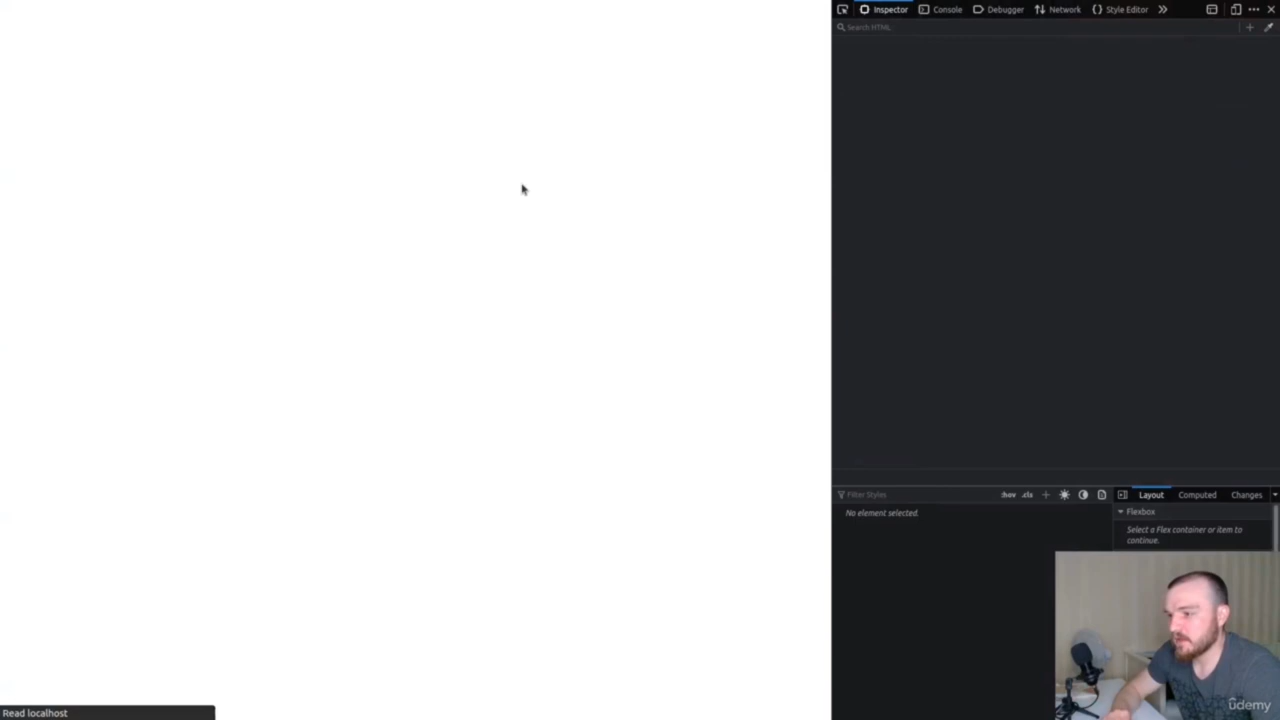 Inspector Console Debugger Network Style Editor
Search HTML
Filter Styles :hov .cls Layout Computed Changes
No element selected.
Flexbox
Select a Flex container or item to
continue.
Read localhost
ûdemy